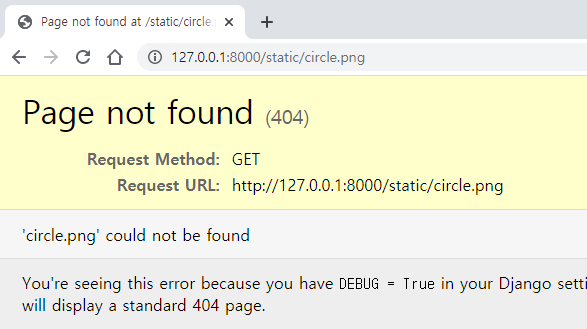 Page not found at /static/circle.
127.0.0.1:8000/static/circle.png
Page not found (404)
Request Method: GET
Request URL: http://127.0.0.1:8000/static/circle.png
'circle.png' could not be found
You're seeing this error because you have DEBUG = True in your Django setti
will display a standard 404 page.